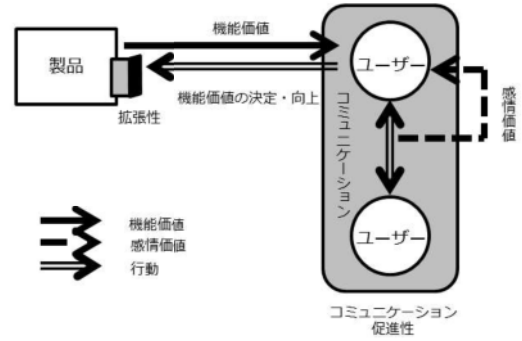 機能価値
製品
ユーザー
機能価値の決定・向上
拡張性
コミュニケーション
感情価値
機能価値
感情価値
行動
ユーザー
コミュニケーション
促進性